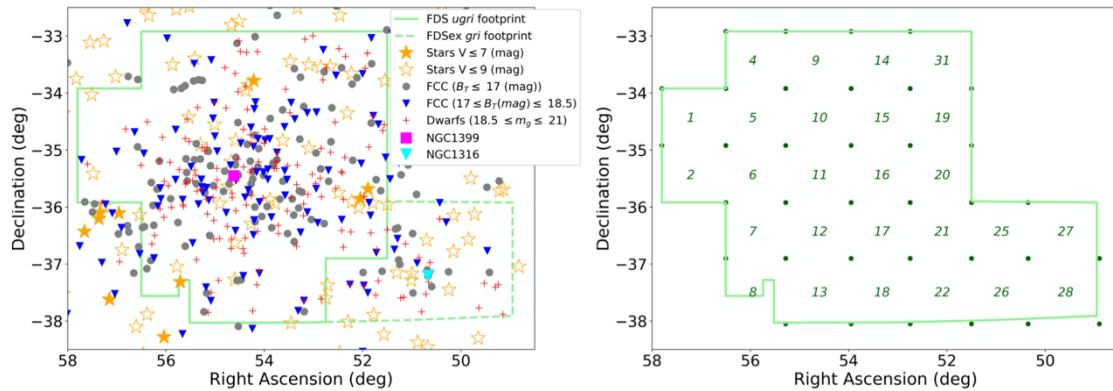 FDS ugri footprint
FDSex gri footprint
Stars V ≤ 7 (mag)
Stars V ≤ 9 (mag)
FCC (B_T ≤ 17 (mag))
FCC (17 ≤ B_T(mag) ≤ 18.5)
Dwarfs (18.5 ≤ m_g ≤ 21)
NGC1399
NGC1316
−33
−34
−35
−36
−37
−38
Declination (deg)
58 56 54 52 50
Right Ascension (deg)
−33
−34
−35
−36
−37
−38
Declination (deg)
4 9 14 31
1 5 10 15 19
2 6 11 16 20
7 12 17 21 25 27
8 13 18 22 26 28
58 56 54 52 50
Right Ascension (deg)